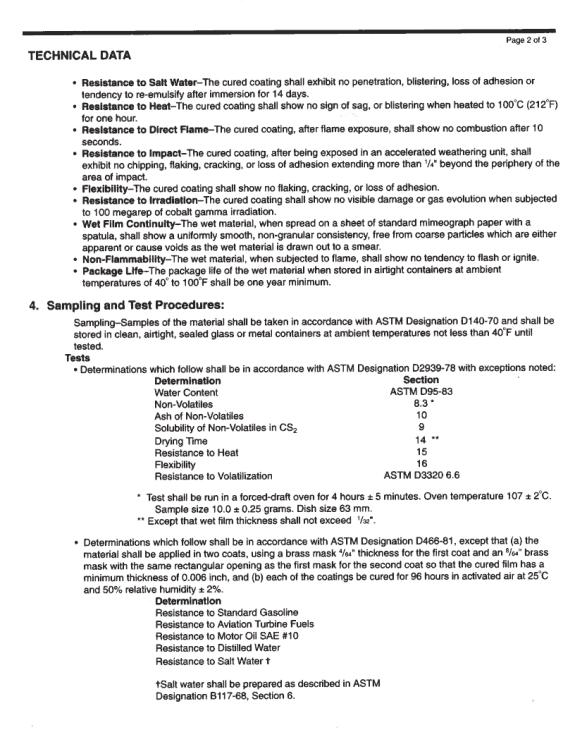 Page 2 of 3
TECHNICAL DATA
• Resistance to Salt Water–The cured coating shall exhibit no penetration, blistering, loss of adhesion or
tendency to re-emulsify after immersion for 14 days.
• Resistance to Heat–The cured coating shall show no sign of sag, or blistering when heated to 100°C (212°F)
for one hour.
• Resistance to Direct Flame–The cured coating, after flame exposure, shall show no combustion after 10
seconds.
• Resistance to Impact–The cured coating, after being exposed in an accelerated weathering unit, shall
exhibit no chipping, flaking, cracking, or loss of adhesion extending more than 1/4" beyond the periphery of the
area of impact.
• Flexibility–The cured coating shall show no flaking, cracking, or loss of adhesion.
• Resistance to Irradiation–The cured coating shall show no visible damage or gas evolution when subjected
to 100 megarep of cobalt gamma irradiation.
• Wet Film Continuity–The wet material, when spread on a sheet of standard mimeograph paper with a
spatula, shall show a uniformly smooth, non-granular consistency, free from coarse particles which are either
apparent or cause voids as the wet material is drawn out to a smear.
• Non-Flammability–The wet material, when subjected to flame, shall show no tendency to flash or ignite.
• Package Life–The package life of the wet material when stored in airtight containers at ambient
temperatures of 40° to 100°F shall be one year minimum.
4. Sampling and Test Procedures:
Sampling–Samples of the material shall be taken in accordance with ASTM Designation D140-70 and shall be
stored in clean, airtight, sealed glass or metal containers at ambient temperatures not less than 40°F until
tested.
Tests
• Determinations which follow shall be in accordance with ASTM Designation D2939-78 with exceptions noted:
Determination Section
Water Content ASTM D95-83
Non-Volatiles 8.3 *
Ash of Non-Volatiles 10
Solubility of Non-Volatiles in CS₂ 9
Drying Time 14 **
Resistance to Heat 15
Flexibility 16
Resistance to Volatilization ASTM D3320 6.6
* Test shall be run in a forced-draft oven for 4 hours ± 5 minutes. Oven temperature 107 ± 2°C.
Sample size 10.0 ± 0.25 grams. Dish size 63 mm.
** Except that wet film thickness shall not exceed 1/32".
• Determinations which follow shall be in accordance with ASTM Designation D466-81, except that (a) the
material shall be applied in two coats, using a brass mask 4/64" thickness for the first coat and an /64" brass
mask with the same rectangular opening as the first mask for the second coat so that the cured film has a
minimum thickness of 0.006 inch, and (b) each of the coatings be cured for 96 hours in activated air at 25°C
and 50% relative humidity ± 2%.
Determination
Resistance to Standard Gasoline
Resistance to Aviation Turbine Fuels
Resistance to Motor Oil SAE #10
Resistance to Distilled Water
Resistance to Salt Water †
†Salt water shall be prepared as described in ASTM
Designation B117-68, Section 6.